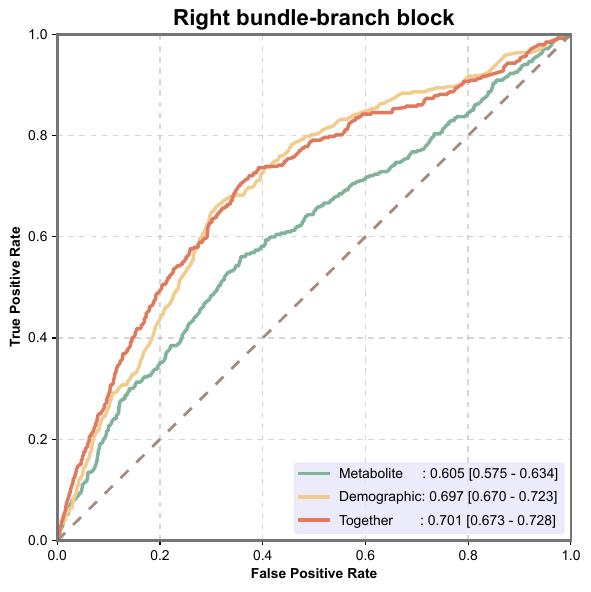 Right bundle-branch block
True Positive Rate
1.0
0.8
0.6
0.4
0.2
0.0
Metabolite : 0.605 [0.575 - 0.634]
Demographic: 0.697 [0.670 - 0.723]
Together : 0.701 [0.673 - 0.728]
0.0 0.2 0.4 0.6 0.8 1.0
False Positive Rate